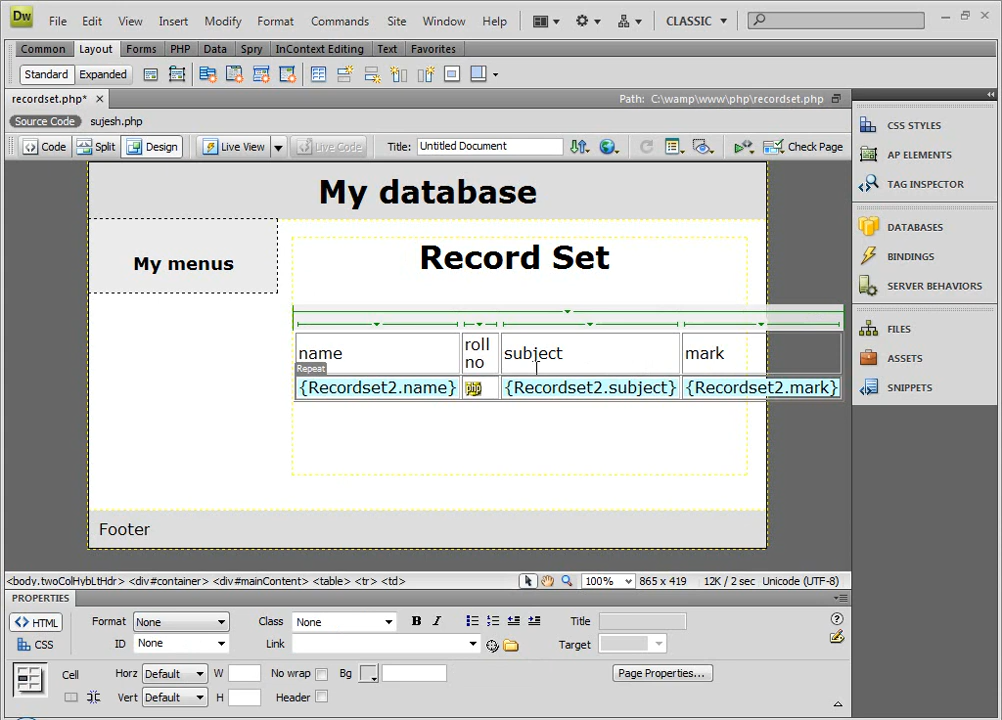 Dw File Edit View Insert Modify Format Commands Site Window Help CLASSIC
Common Layout Forms PHP Data Spry InContext Editing Text Favorites
Standard Expanded
recordset.php* Path: C:\wamp\www\php\recordset.php
Source Code sujesh.php
Code Split Design Live View Live Code Title: Untitled Document Check Page
My database
My menus
Record Set
name roll no subject mark
Repeat
{Recordset2.name} php {Recordset2.subject} {Recordset2.mark}
Footer
CSS STYLES
AP ELEMENTS
TAG INSPECTOR
DATABASES
BINDINGS
SERVER BEHAVIORS
FILES
ASSETS
SNIPPETS
<body.twoColHybLtHdr> <div#container> <div#mainContent> <table> <tr> <td> 100% 865 x 419 12K / 2 sec Unicode (UTF-8)
PROPERTIES
HTML Format None Class None B I Title
CSS ID None Link Target
Cell Horz Default W No wrap Bg Page Properties...
Vert Default H Header